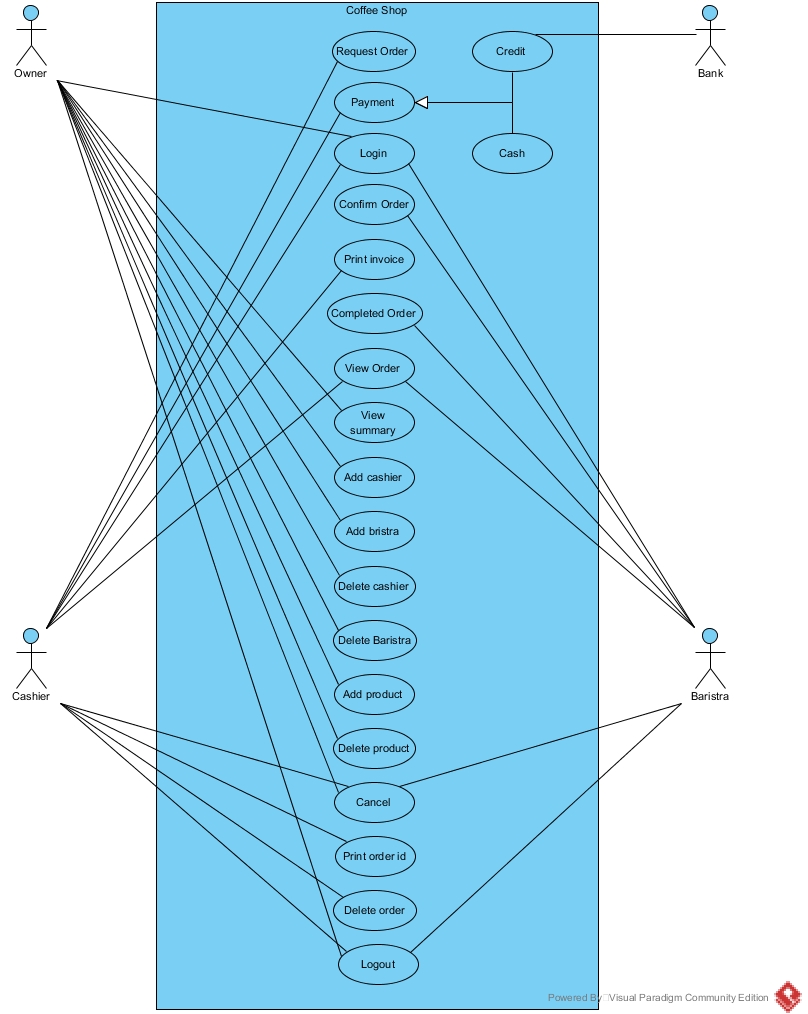 Coffee Shop
Owner
Bank
Request Order
Credit
Payment
Login
Cash
Confirm Order
Print invoice
Completed Order
View Order
View
summary
Add cashier
Add bristra
Delete cashier
Delete Baristra
Cashier
Baristra
Add product
Delete product
Cancel
Print order id
Delete order
Logout
Powered By Visual Paradigm Community Edition